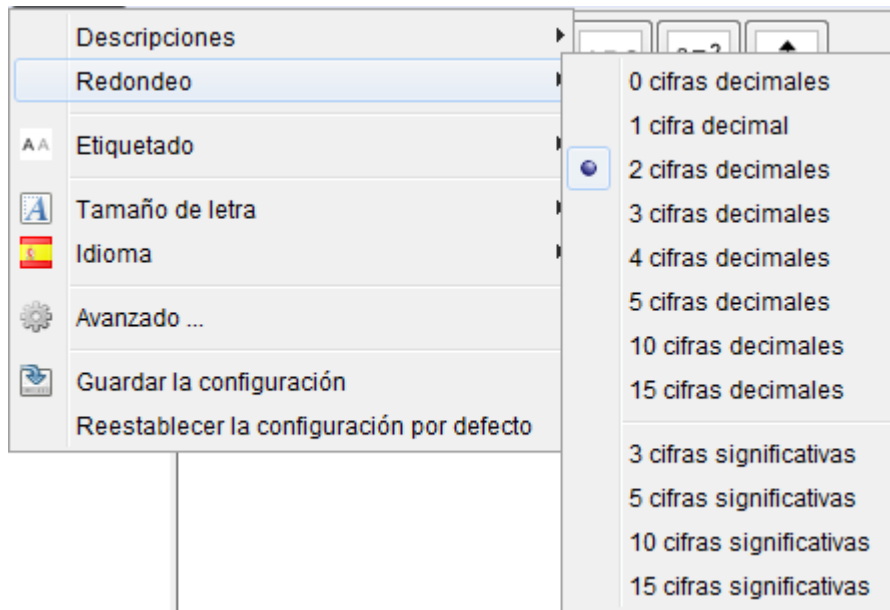 Descripciones
Redondeo
AA
Etiquetado
A
Tamaño de letra
Idioma
Avanzado ...
Guardar la configuración
Reestablecer la configuración por defecto
0 cifras decimales
1 cifra decimal
2 cifras decimales
3 cifras decimales
4 cifras decimales
5 cifras decimales
10 cifras decimales
15 cifras decimales
3 cifras significativas
5 cifras significativas
10 cifras significativas
15 cifras significativas